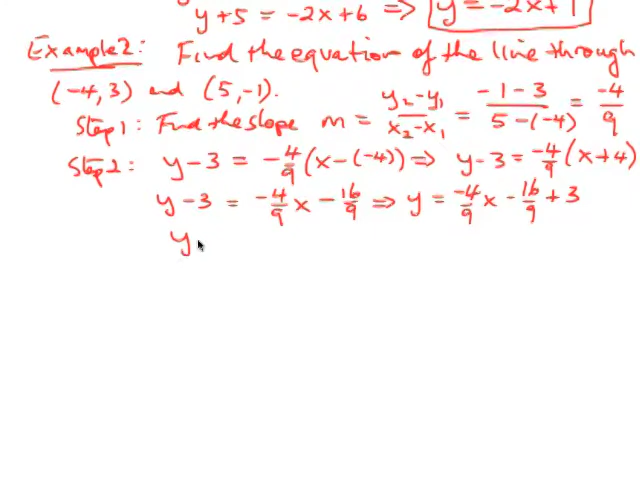 y + 5 = -2x + 6 ⇒ y = -2x + 1
Example 2: Find the equation of the line through
(-4, 3) and (5, -1).
Step 1: Find the slope m = (y₂ - y₁)/(x₂ - x₁) = (-1 - 3)/(5 - (-4)) = -4/9
Step 2: y - 3 = -4/9 (x - (-4)) ⇒ y - 3 = -4/9 (x + 4)
y - 3 = -4/9 x - 16/9 ⇒ y = -4/9 x - 16/9 + 3
y